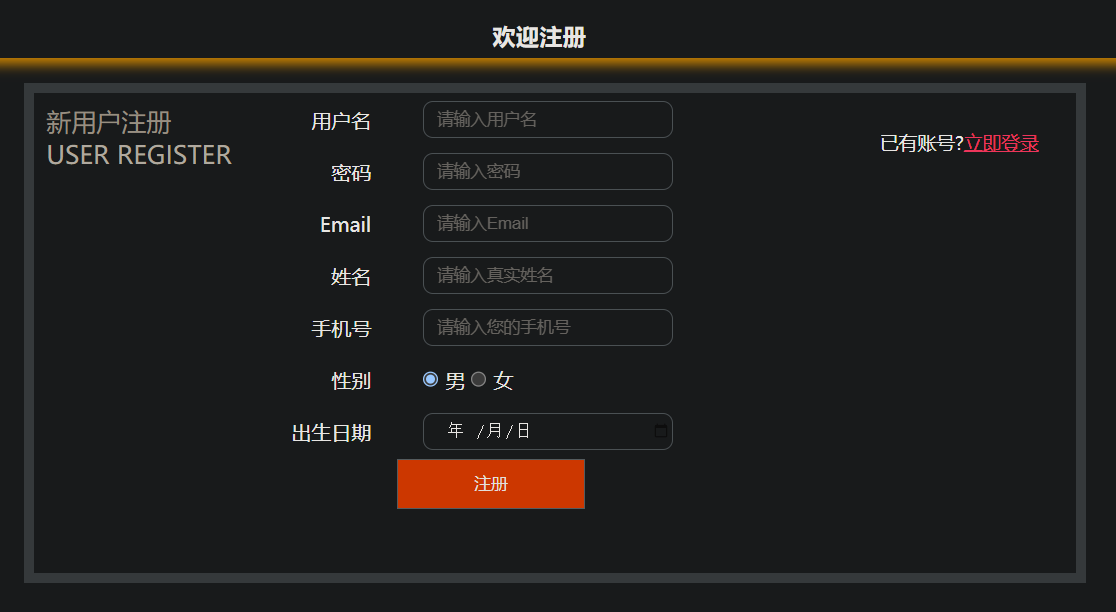 欢迎注册
新用户注册
USER REGISTER
用户名 请输入用户名
已有账号?立即登录
密码 请输入密码
Email 请输入Email
姓名 请输入真实姓名
手机号 请输入您的手机号
性别 男 女
出生日期 年 /月/日
注册